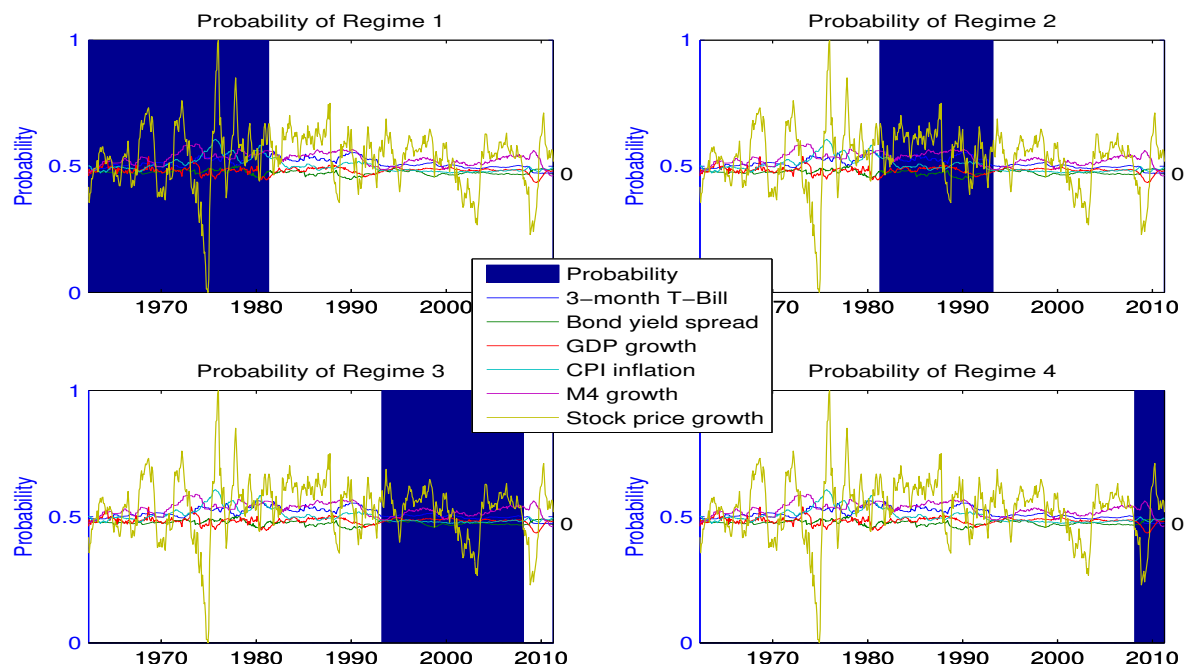 Probability of Regime 1
Probability of Regime 2
1
0.5
0
Probability
0
1970
1980
1990
2000
1
0.5
0
Probability
0
1970
1980
1990
2000
2010
Probability
3−month T−Bill
Bond yield spread
GDP growth
CPI inflation
M4 growth
Stock price growth
Probability of Regime 3
Probability of Regime 4
1
0.5
0
Probability
0
1970
1980
1990
2000
2010
0.5
0
Probability
0
1970
1980
1990
2000
2010